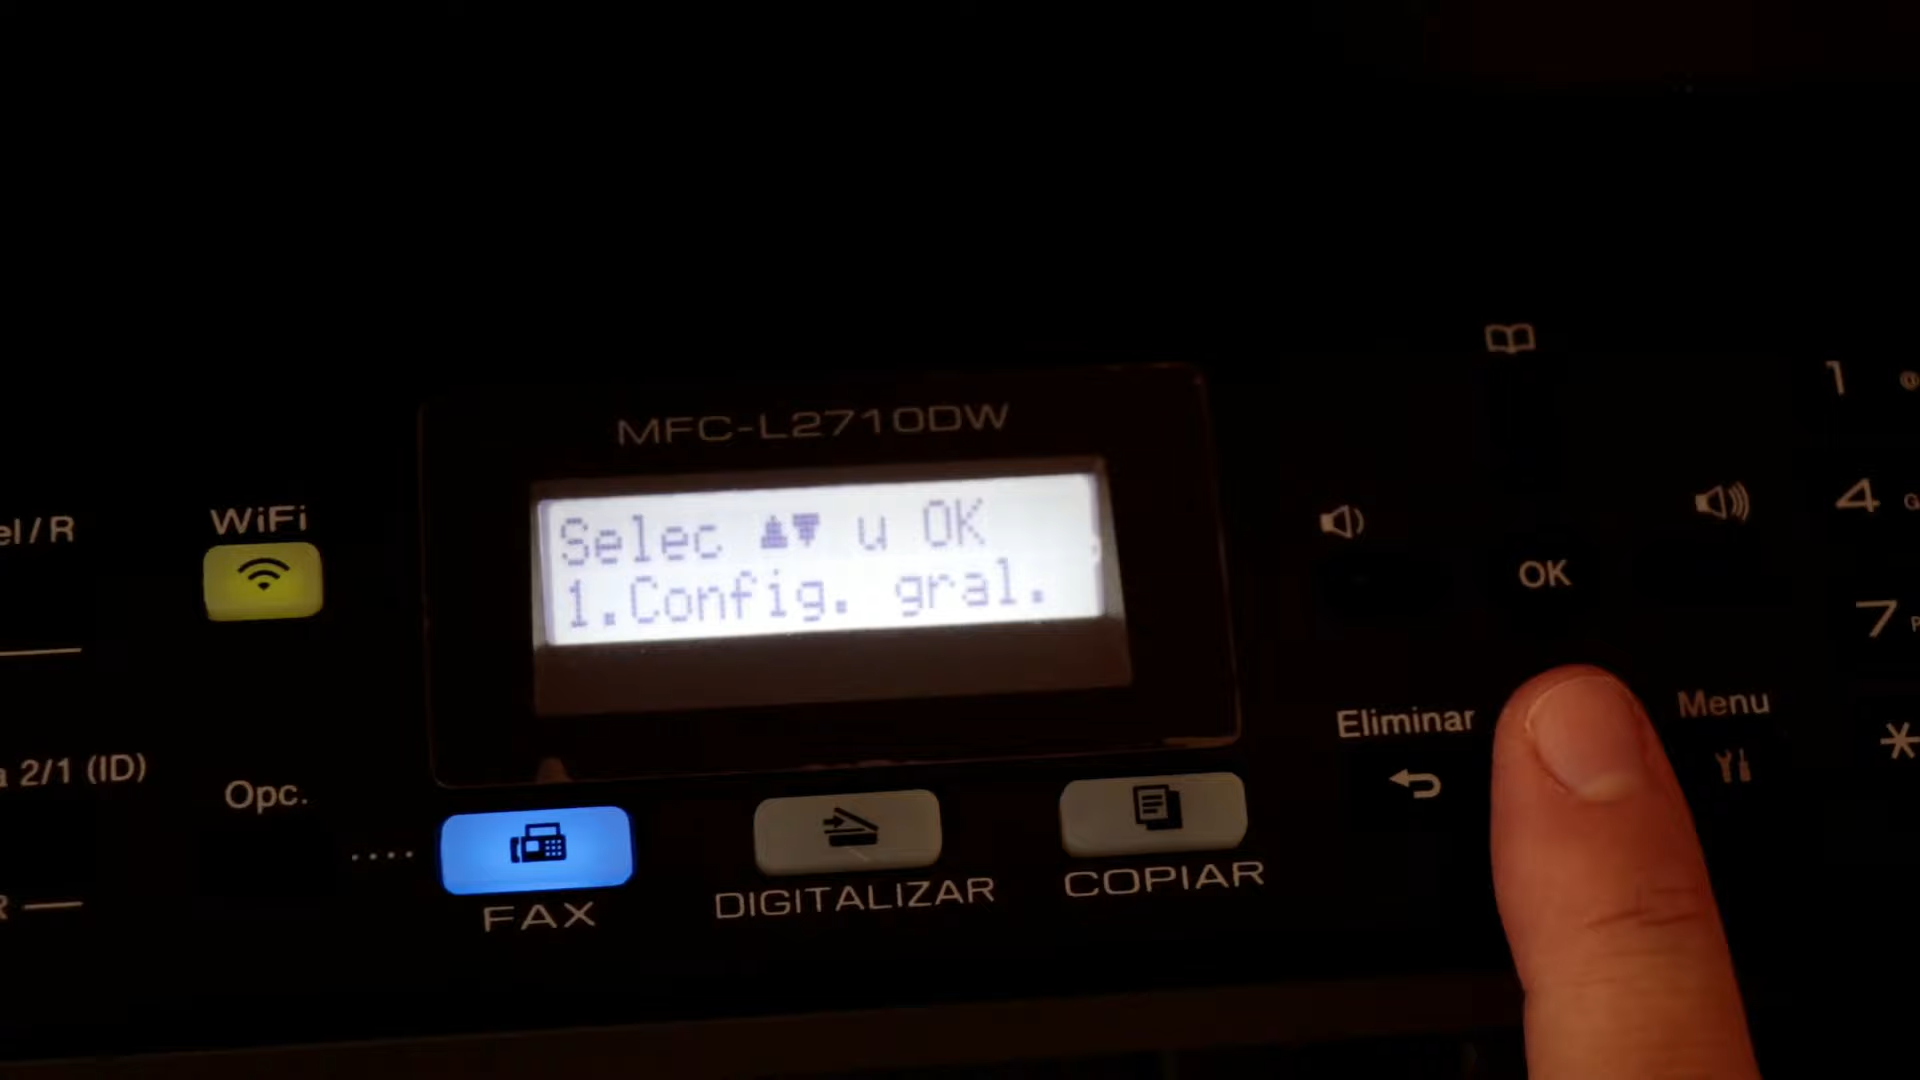 MFC-L2710DW
Selec ▲▼ u OK
1.Config. gral.
el/R
WiFi
2/1 (ID)
Opc.
FAX
DIGITALIZAR
COPIAR
OK
Eliminar
Menu
1 @
4 G
7 P
*